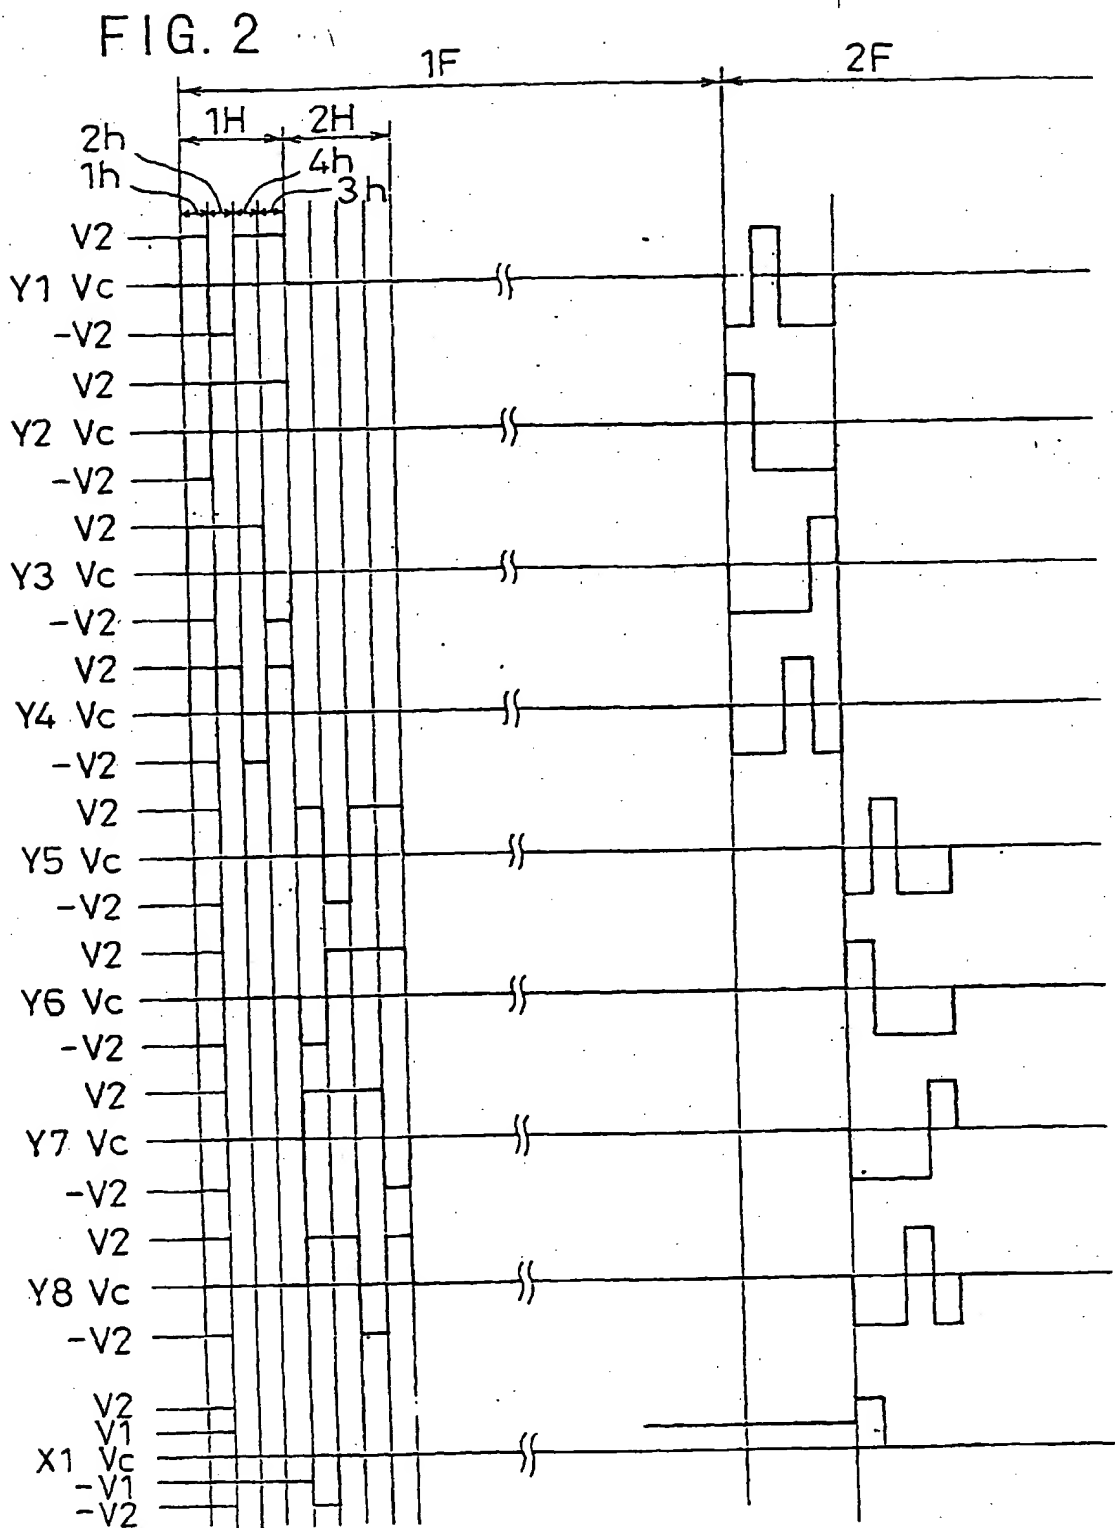 FIG. 2
1F 2F
1H 2H
2h 4h
1h 3h
V2
Y1 Vc
-V2
V2
Y2 Vc
-V2
V2
Y3 Vc
-V2
V2
Y4 Vc
-V2
V2
Y5 Vc
-V2
V2
Y6 Vc
-V2
V2
Y7 Vc
-V2
V2
Y8 Vc
-V2
V2
V1
X1 Vc
-V1
-V2